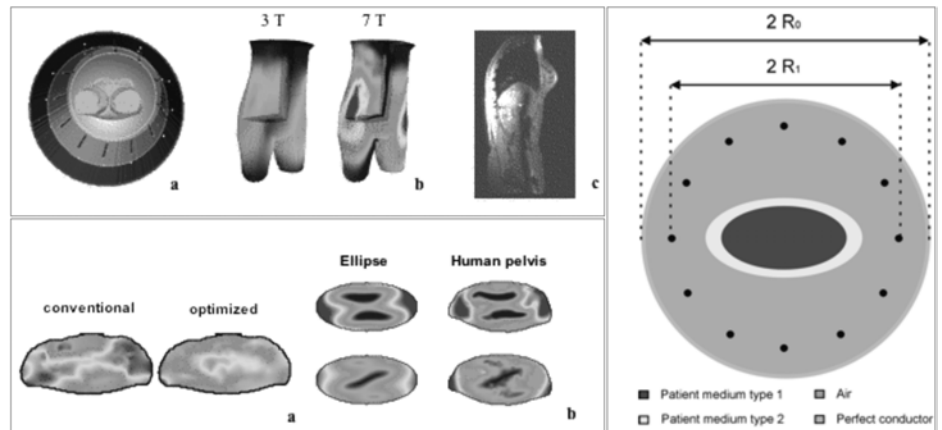 3 T 7 T
a
b
c
Ellipse Human pelvis
conventional optimized
a
b
2 R₀
2 R₁
Patient medium type 1 Air
Patient medium type 2 Perfect conductor